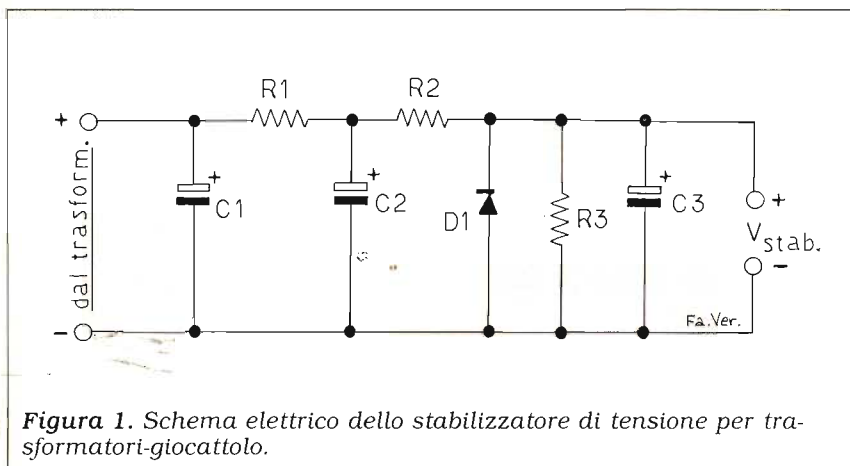 R1
R2
+
+
+
+
C1
C2
D1
R3
C3
+
V stab.
-
dal trasform.
-
Fa.Ver.
Figura 1. Schema elettrico dello stabilizzatore di tensione per tra-
sformatori-giocattolo.